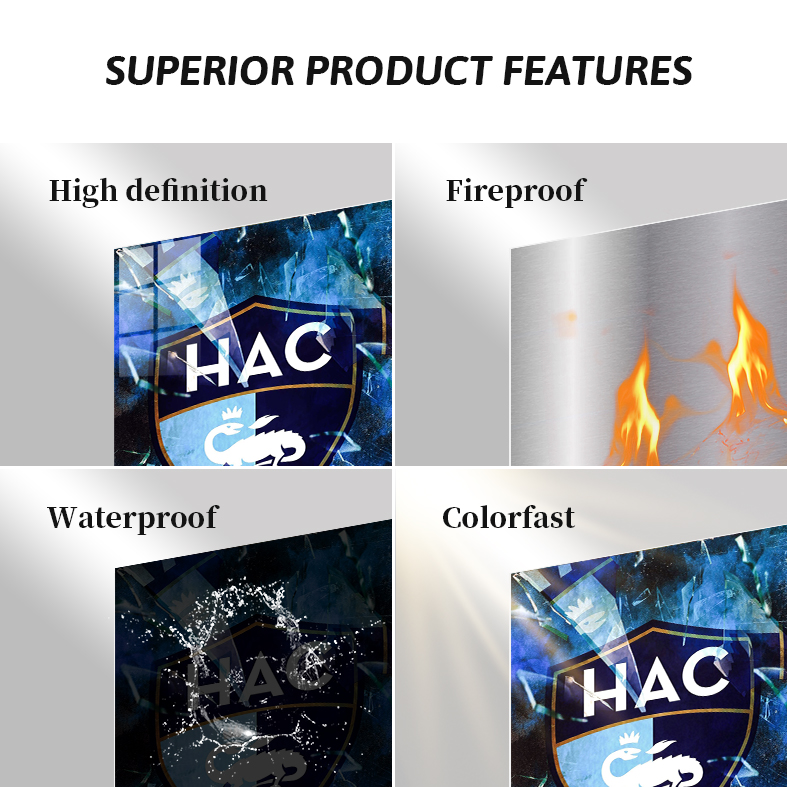 SUPERIOR PRODUCT FEATURES
High definition
Fireproof
HAC
Waterproof
Colorfast
HAC
HAC